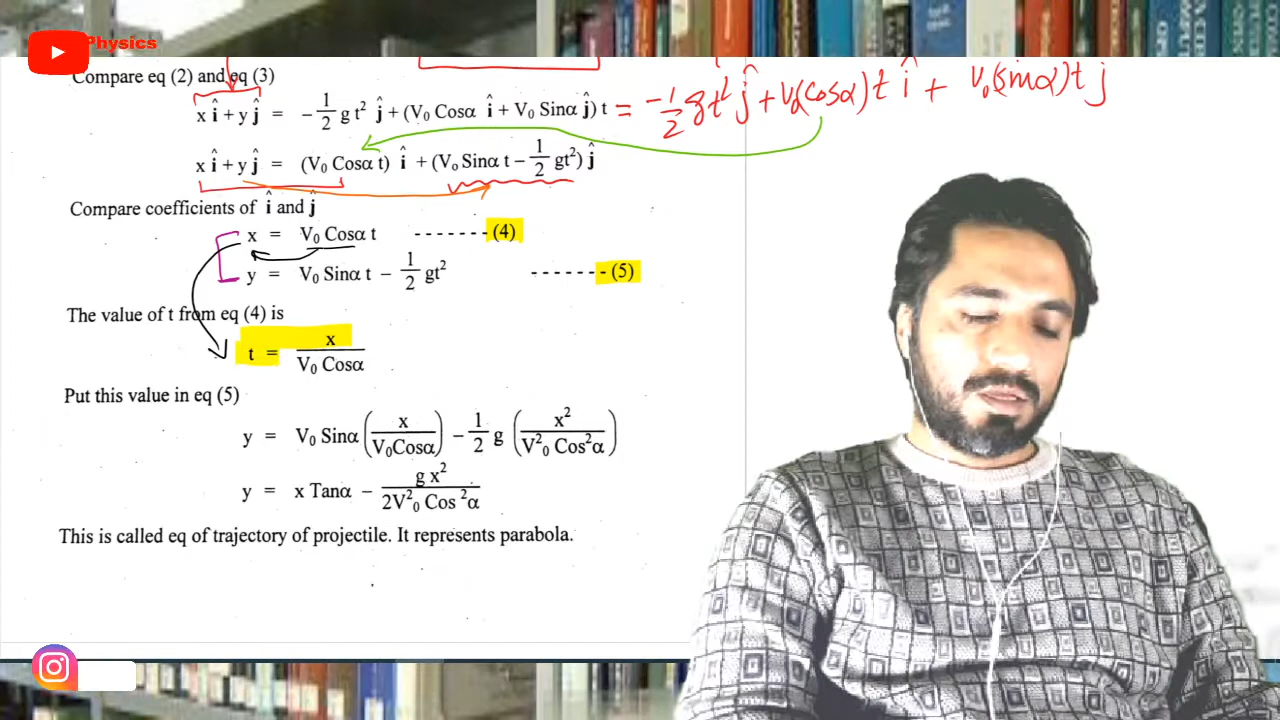 Physics
Compare eq (2) and eq (3)
x î + y ĵ = − 1/2 g t² ĵ + (V₀ Cosα î + V₀ Sinα ĵ) t = −1/2 g t² ĵ + V₀(cosα) t î + V₀(sinα) t ĵ
x î + y ĵ = (V₀ Cosα t) î + (V₀ Sinα t − 1/2 gt²) ĵ
Compare coefficients of î and ĵ
x = V₀ Cosα t - - - - - - - (4)
y = V₀ Sinα t − 1/2 gt² - - - - - - - (5)
The value of t from eq (4) is
t = x / V₀ Cosα
Put this value in eq (5)
y = V₀ Sinα (x / V₀Cosα) − 1/2 g (x² / V²₀ Cos²α)
y = x Tanα − g x² / 2V²₀ Cos ²α
This is called eq of trajectory of projectile. It represents parabola.